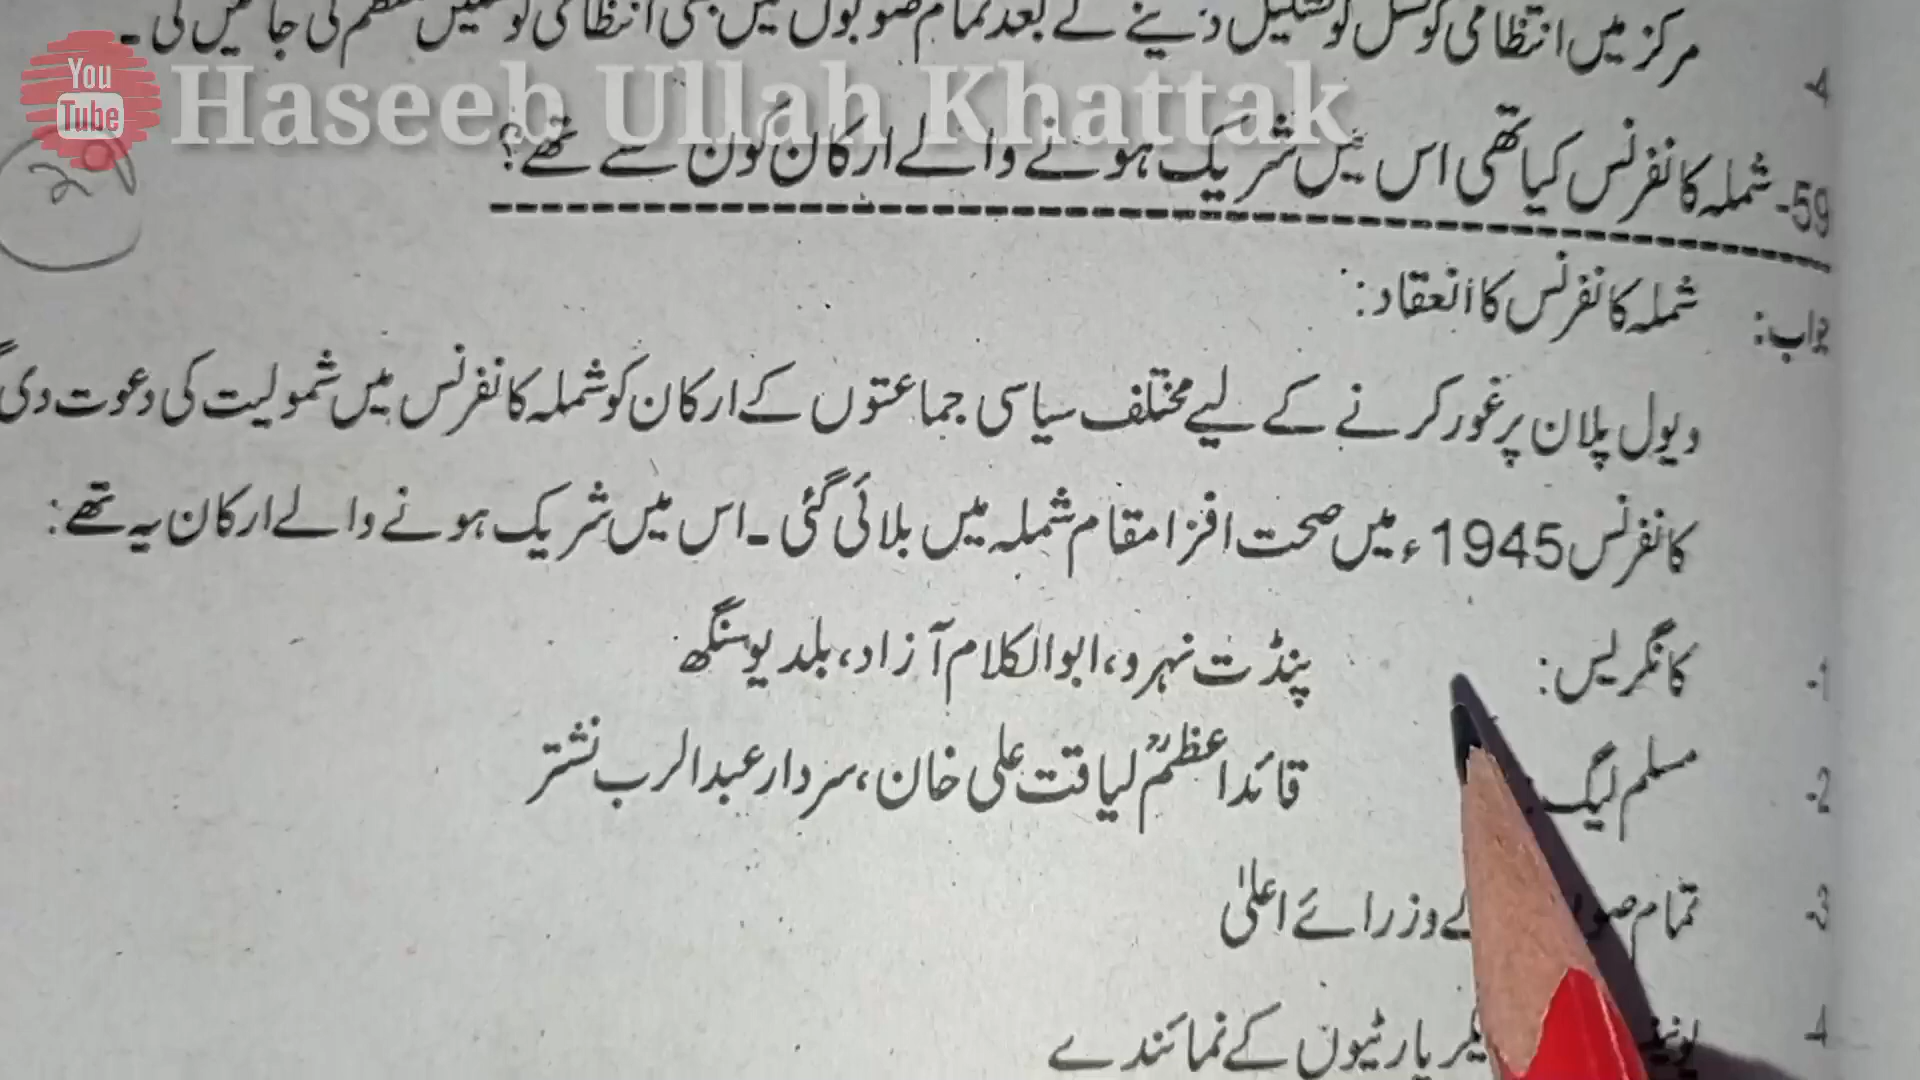 مرکز میں انتظامی کونسل کو تشکیل دینے کے بعد تمام صوبوں میں بھی انتظامی کونسلیں منظم کی جائیں گی۔
4
You Tube Haseeb Ullah Khattak
59- شملہ کانفرنس کیا تھی اس میں شریک ہونے والے ارکان کون سے تھے؟
29
جواب: شملہ کانفرنس کا انعقاد:
ویول پلان پر غور کرنے کے لیے مختلف سیاسی جماعتوں کے ارکان کو شملہ کانفرنس میں شمولیت کی دعوت دی
کانفرنس 1945ء میں صحت افزا مقام شملہ میں بلائی گئی۔ اس میں شریک ہونے والے ارکان یہ تھے:
1- کانگریس: پنڈت نہرو، ابوالکلام آزاد، بلدیو سنگھ
2- مسلم لیگ: قائداعظمؒ لیاقت علی خان، سردار عبدالرب نشتر
3- تمام کے وزرائے اعلیٰ
4- پارٹیوں کے نمائندے